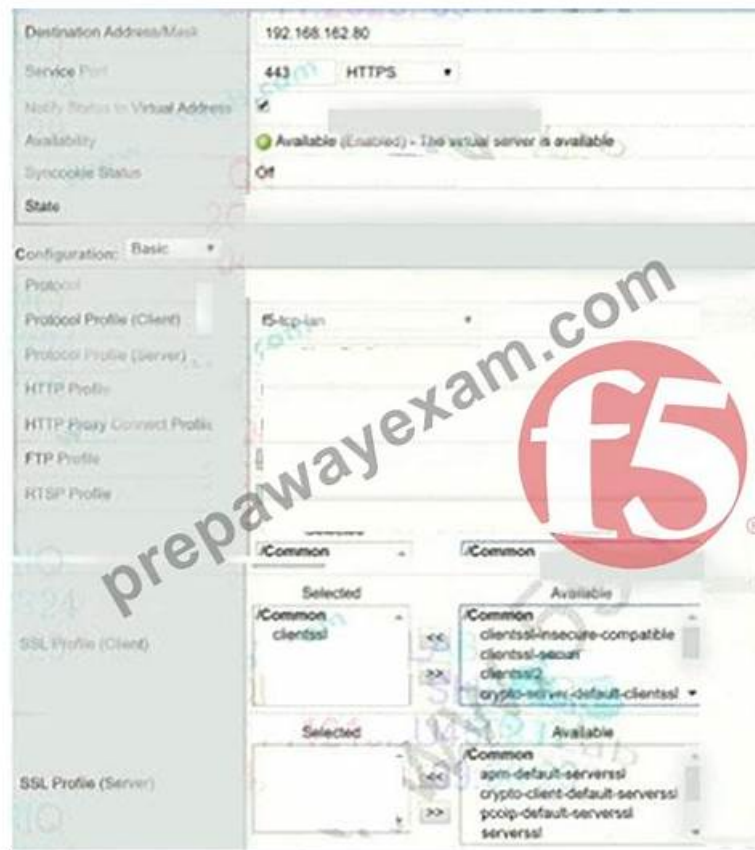 Destination Address/Mask 192.168.162.80
Service Port 443 HTTPS
Notify Status to Virtual Address
Availability Available (Enabled) - The virtual server is available
Syncookie Status Off
State
Configuration: Basic
Protocol
Protocol Profile (Client) f5-tcp-lan
Protocol Profile (Server)
HTTP Profile
HTTP Proxy Connect Profile
FTP Profile
RTSP Profile
prepawayexam.com
f5
/Common /Common
SSL Profile (Client)
Selected Available
/Common /Common
clientssl << clientssl-insecure-compatible
clientssl-secure
>> clientssl2
crypto-server-default-clientssl
SSL Profile (Server)
Selected Available
/Common
<< apm-default-serverssl
crypto-client-default-serverssl
>> pcoip-default-serverssl
serverssl